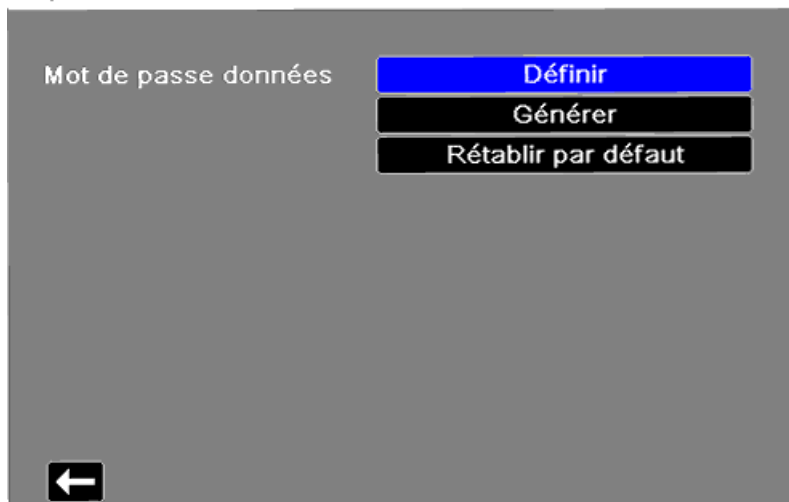 Mot de passe données
Définir
Générer
Rétablir par défaut